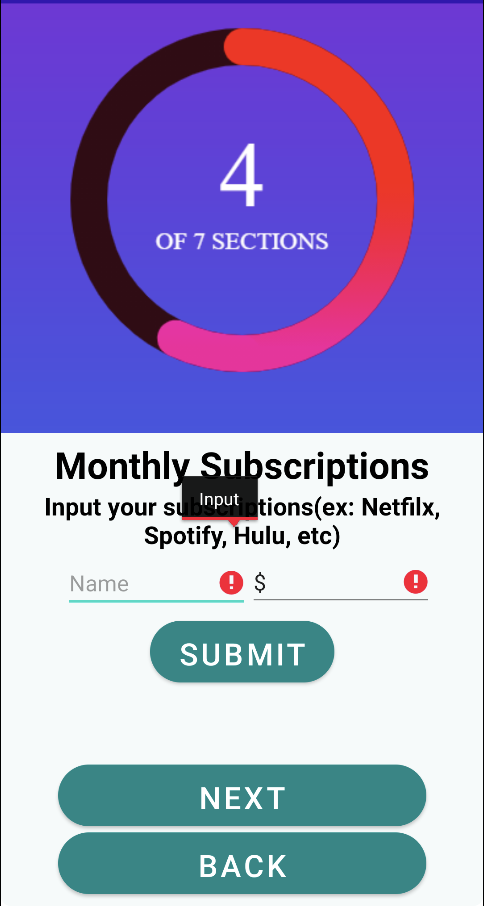 4
OF 7 SECTIONS
Monthly Subscriptions
Input
Input your subscriptions(ex: Netfilx,
Spotify, Hulu, etc)
Name
$
SUBMIT
NEXT
BACK